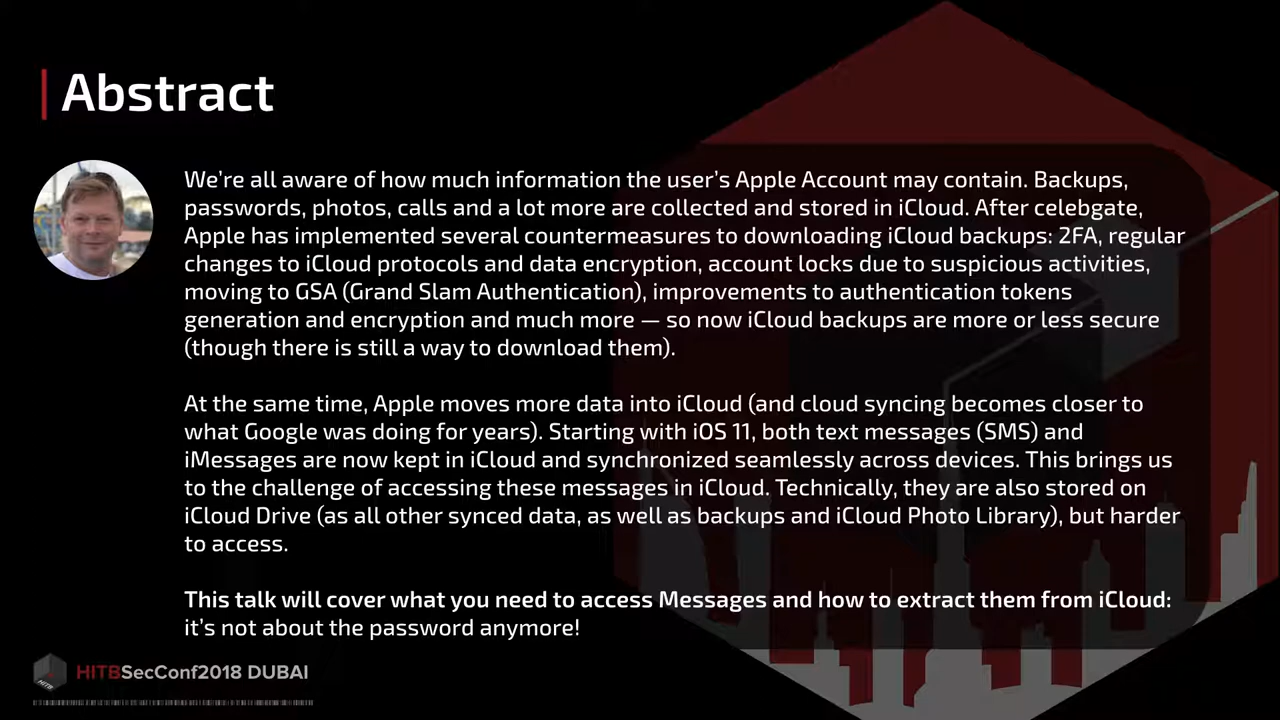 Abstract
We're all aware of how much information the user's Apple Account may contain. Backups,
passwords, photos, calls and a lot more are collected and stored in iCloud. After celebgate,
Apple has implemented several countermeasures to downloading iCloud backups: 2FA, regular
changes to iCloud protocols and data encryption, account locks due to suspicious activities,
moving to GSA (Grand Slam Authentication), improvements to authentication tokens
generation and encryption and much more — so now iCloud backups are more or less secure
(though there is still a way to download them).
At the same time, Apple moves more data into iCloud (and cloud syncing becomes closer to
what Google was doing for years). Starting with iOS 11, both text messages (SMS) and
iMessages are now kept in iCloud and synchronized seamlessly across devices. This brings us
to the challenge of accessing these messages in iCloud. Technically, they are also stored on
iCloud Drive (as all other synced data, as well as backups and iCloud Photo Library), but harder
to access.
This talk will cover what you need to access Messages and how to extract them from iCloud:
it's not about the password anymore!
HITB
HITBSecConf2018 DUBAI